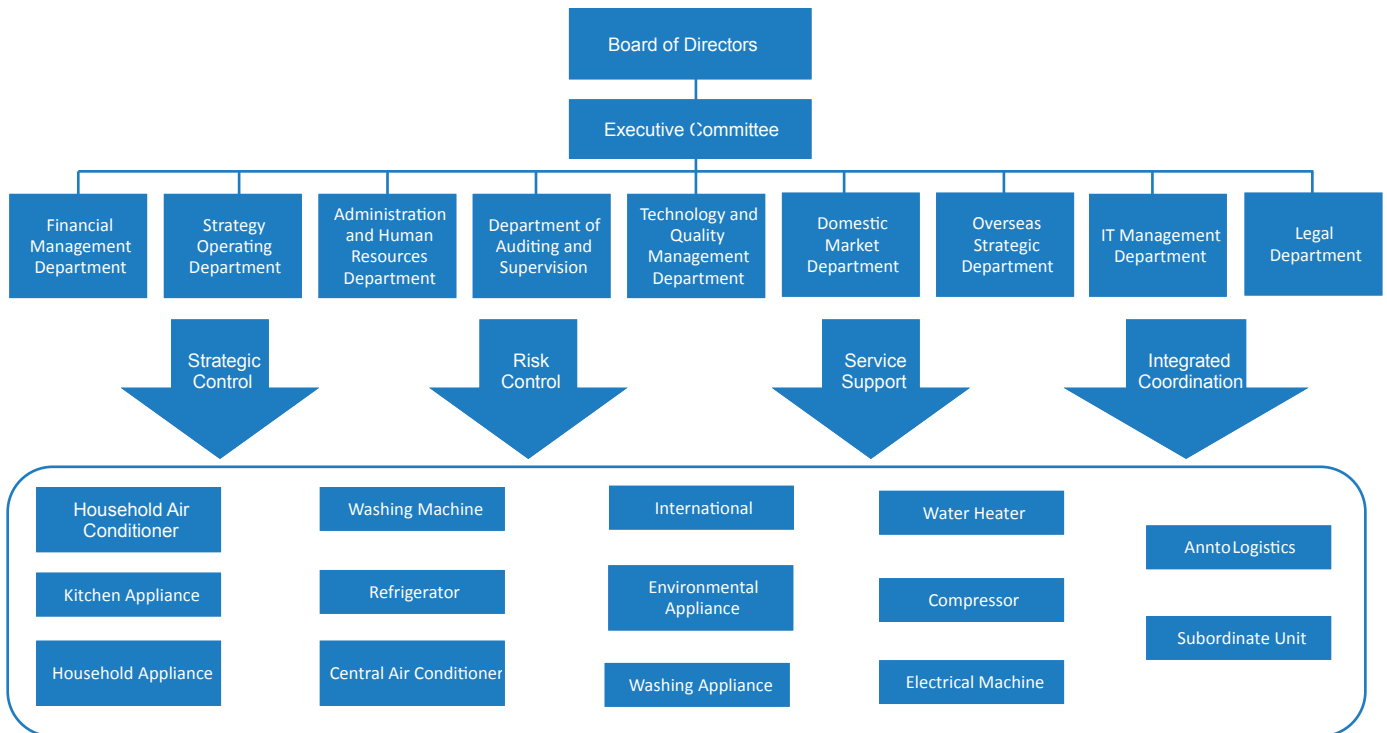 Board of Directors
Executive Committee
Financial
Management
Department
Strategy
Operating
Department
Administration
and Human
Resources
Department
Department of
Auditing and
Supervision
Technology and
Quality
Management
Department
Domestic
Market
Department
Overseas
Strategic
Department
IT Management
Department
Legal
Department
Strategic
Control
Risk
Control
Service
Support
Integrated
Coordination
Household Air
Conditioner
Kitchen Appliance
Household Appliance
Washing Machine
Refrigerator
Central Air Conditioner
International
Environmental
Appliance
Washing Appliance
Water Heater
Compressor
Electrical Machine
Annto Logistics
Subordinate Unit